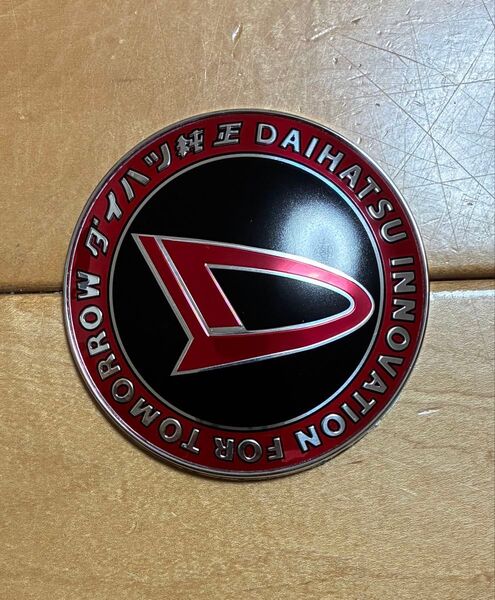 ダイハツ純正 DAIHATSU INNOVATION FOR TOMORROW